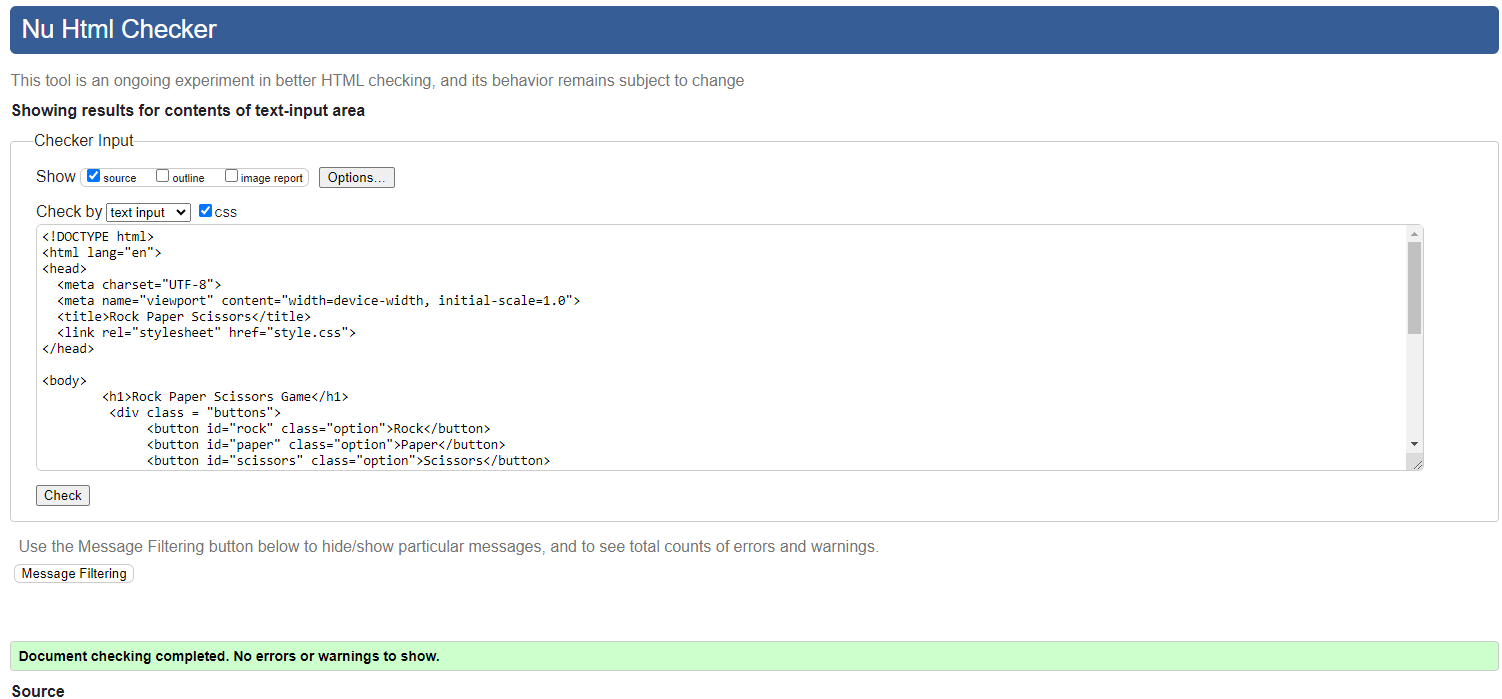 Nu Html Checker
This tool is an ongoing experiment in better HTML checking, and its behavior remains subject to change
Showing results for contents of text-input area
Checker Input
Show source outline image report Options...
Check by text input css
<!DOCTYPE html>
<html lang="en">
<head>
  <meta charset="UTF-8">
  <meta name="viewport" content="width=device-width, initial-scale=1.0">
  <title>Rock Paper Scissors</title>
  <link rel="stylesheet" href="style.css">
</head>

<body>
        <h1>Rock Paper Scissors Game</h1>
         <div class = "buttons">
              <button id="rock" class="option">Rock</button>
              <button id="paper" class="option">Paper</button>
              <button id="scissors" class="option">Scissors</button>
Check
Use the Message Filtering button below to hide/show particular messages, and to see total counts of errors and warnings.
Message Filtering
Document checking completed. No errors or warnings to show.
Source